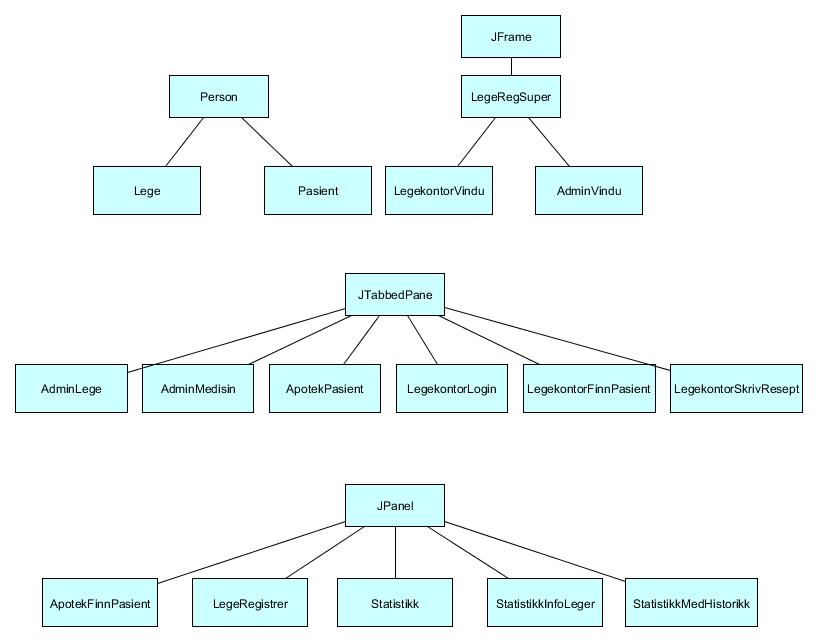 JFrame
Person
LegeRegSuper
Lege
Pasient
LegekontorVindu
AdminVindu
JTabbedPane
AdminLege
AdminMedisin
ApotekPasient
LegekontorLogin
LegekontorFinnPasient
LegekontorSkrivResept
JPanel
ApotekFinnPasient
LegeRegistrer
Statistikk
StatistikkInfoLeger
StatistikkMedHistorikk